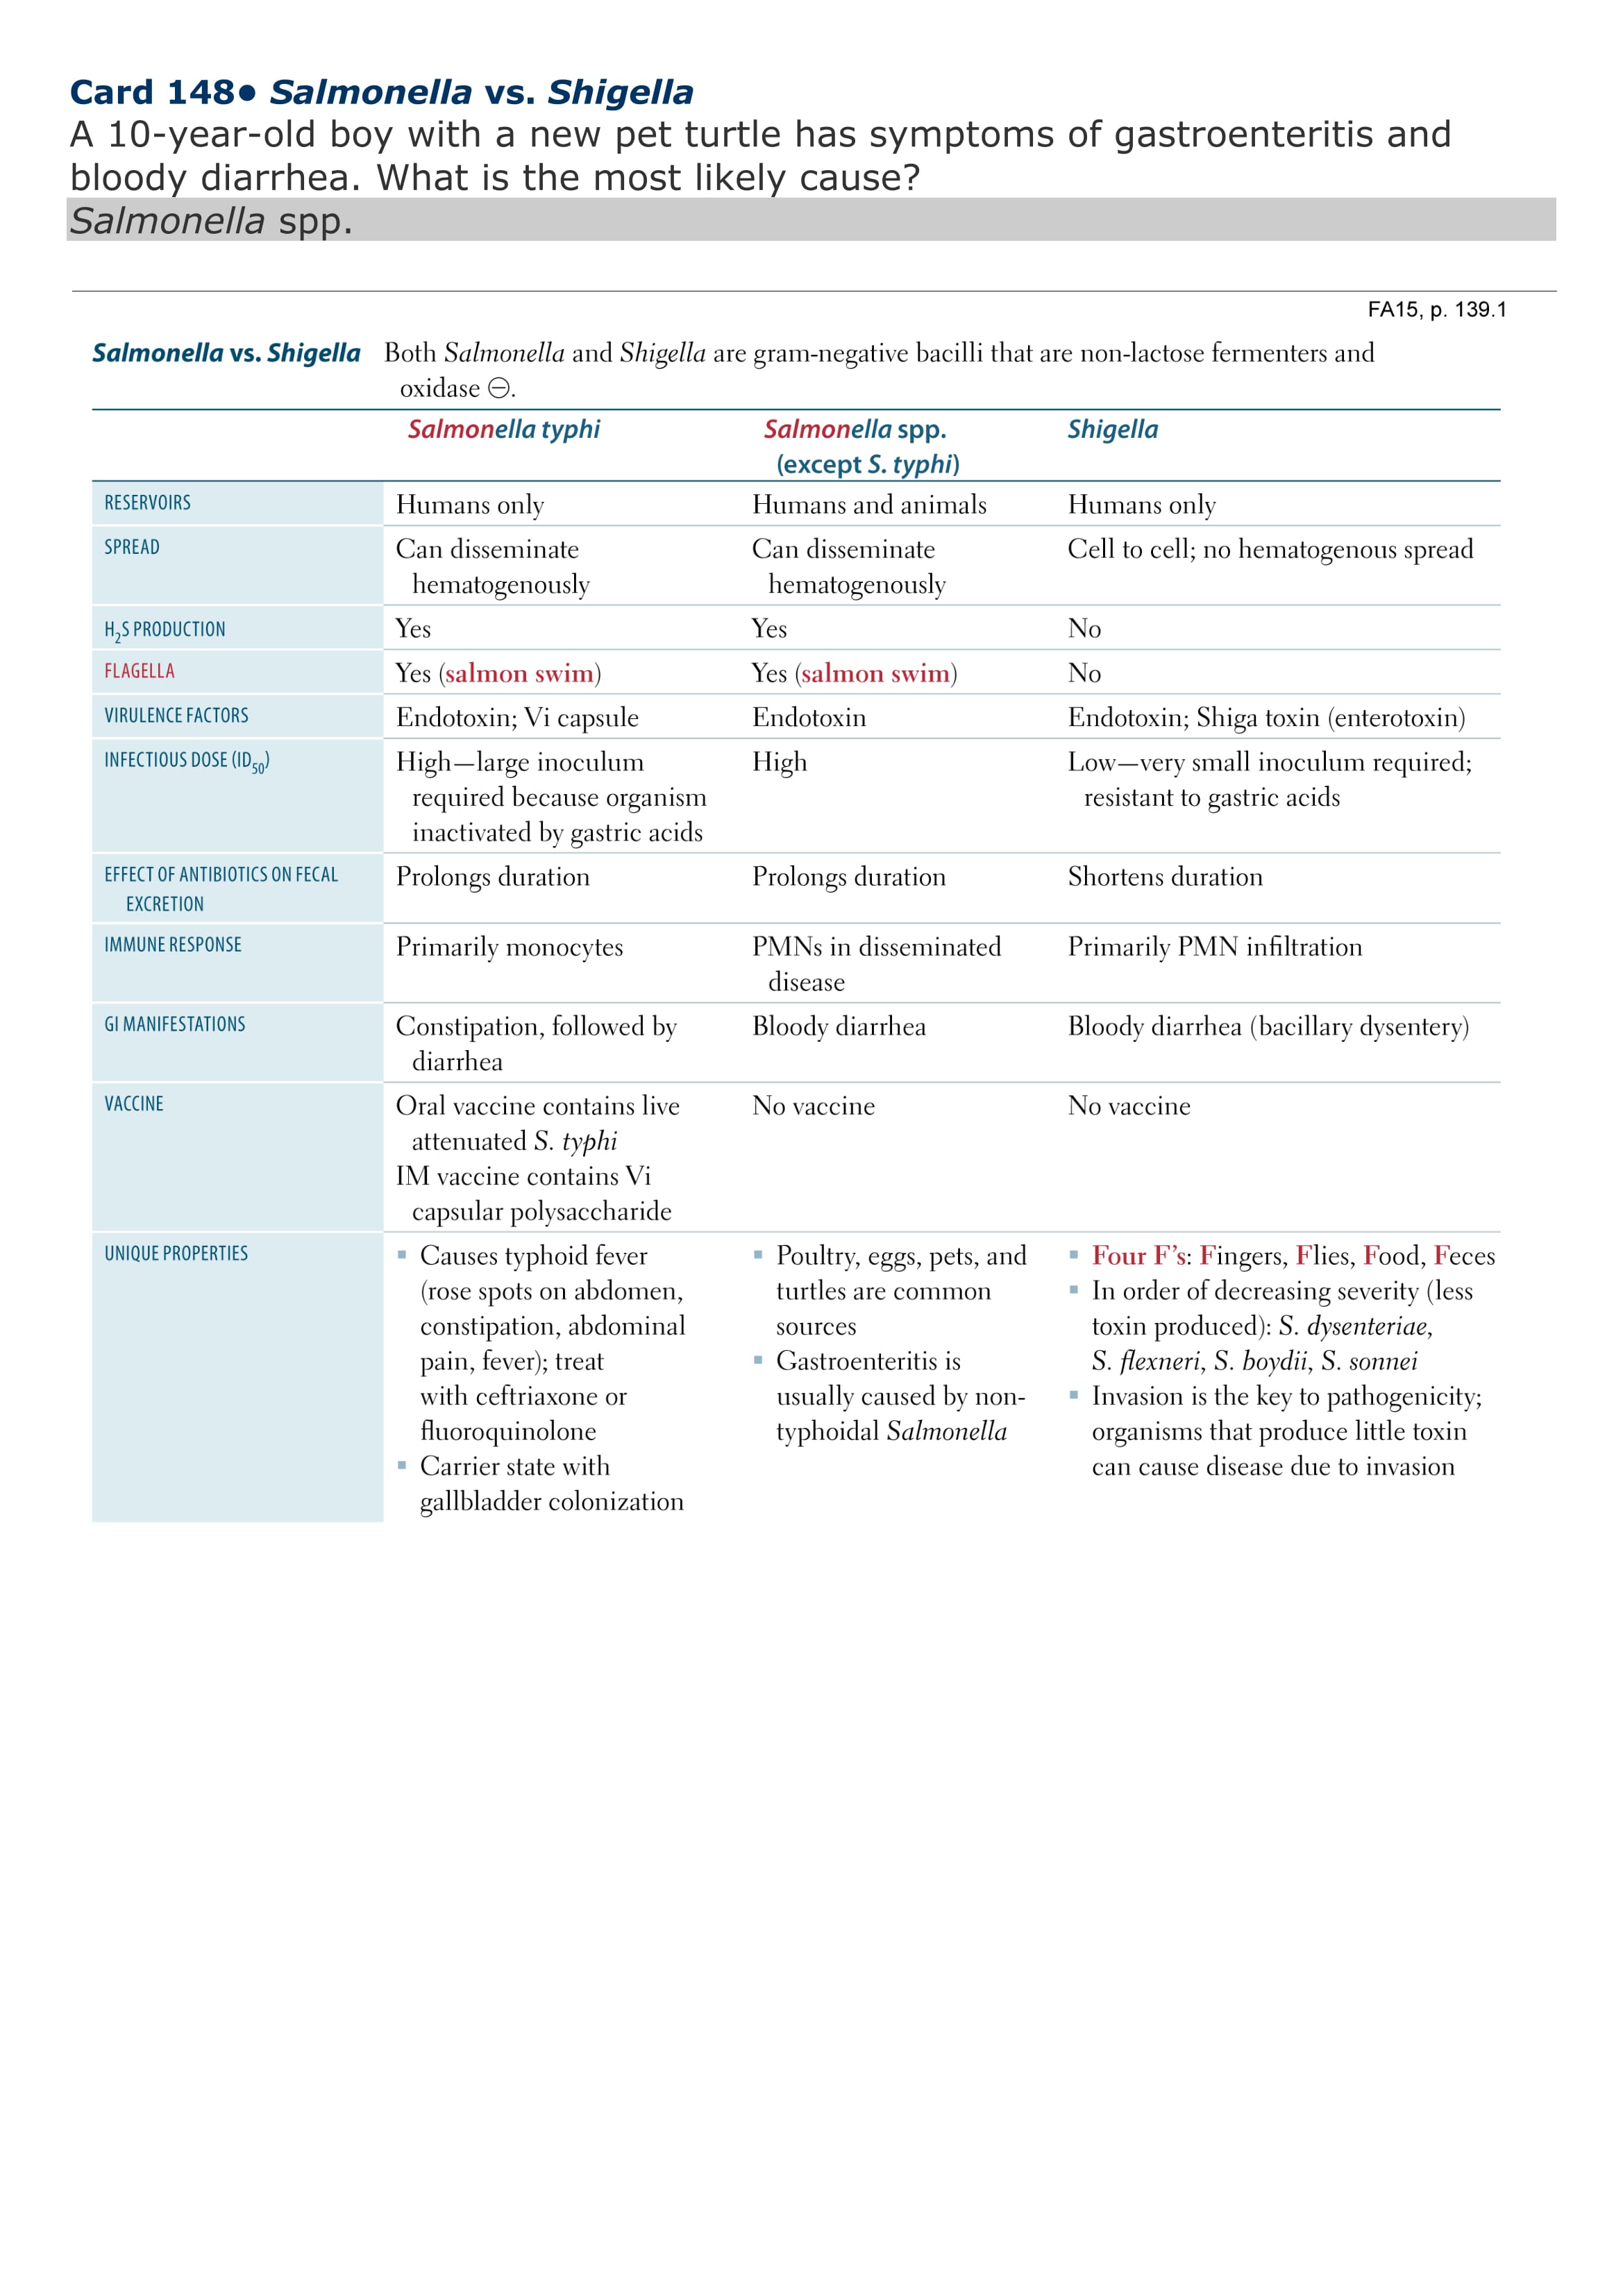 Card 148• Salmonella vs. Shigella
A 10-year-old boy with a new pet turtle has symptoms of gastroenteritis and
bloody diarrhea. What is the most likely cause?
Salmonella spp.
FA15, p. 139.1
Salmonella vs. Shigella Both Salmonella and Shigella are gram-negative bacilli that are non-lactose fermenters and
oxidase ⊖.
Salmonella typhi Salmonella spp. Shigella
(except S. typhi)
RESERVOIRS Humans only Humans and animals Humans only
SPREAD Can disseminate Can disseminate Cell to cell; no hematogenous spread
hematogenously hematogenously
H₂S PRODUCTION Yes Yes No
FLAGELLA Yes (salmon swim) Yes (salmon swim) No
VIRULENCE FACTORS Endotoxin; Vi capsule Endotoxin Endotoxin; Shiga toxin (enterotoxin)
INFECTIOUS DOSE (ID₅₀) High—large inoculum High Low—very small inoculum required;
required because organism resistant to gastric acids
inactivated by gastric acids
EFFECT OF ANTIBIOTICS ON FECAL Prolongs duration Prolongs duration Shortens duration
EXCRETION
IMMUNE RESPONSE Primarily monocytes PMNs in disseminated Primarily PMN infiltration
disease
GI MANIFESTATIONS Constipation, followed by Bloody diarrhea Bloody diarrhea (bacillary dysentery)
diarrhea
VACCINE Oral vaccine contains live No vaccine No vaccine
attenuated S. typhi
IM vaccine contains Vi
capsular polysaccharide
UNIQUE PROPERTIES ▪ Causes typhoid fever ▪ Poultry, eggs, pets, and ▪ Four F's: Fingers, Flies, Food, Feces
(rose spots on abdomen, turtles are common ▪ In order of decreasing severity (less
constipation, abdominal sources toxin produced): S. dysenteriae,
pain, fever); treat ▪ Gastroenteritis is S. flexneri, S. boydii, S. sonnei
with ceftriaxone or usually caused by non- ▪ Invasion is the key to pathogenicity;
fluoroquinolone typhoidal Salmonella organisms that produce little toxin
▪ Carrier state with can cause disease due to invasion
gallbladder colonization